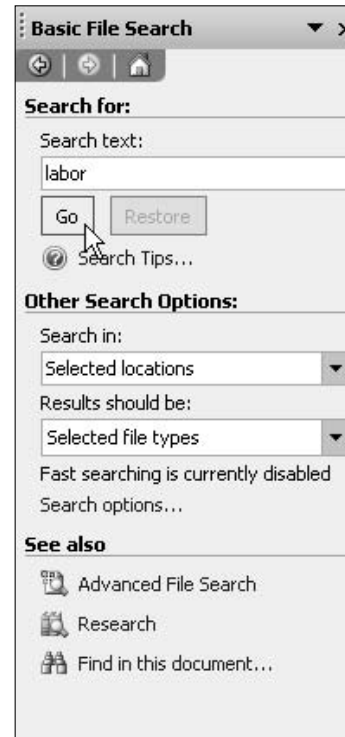 Basic File Search
Search for:
Search text:
labor
Go Restore
Search Tips...
Other Search Options:
Search in:
Selected locations
Results should be:
Selected file types
Fast searching is currently disabled
Search options...
See also
Advanced File Search
Research
Find in this document...